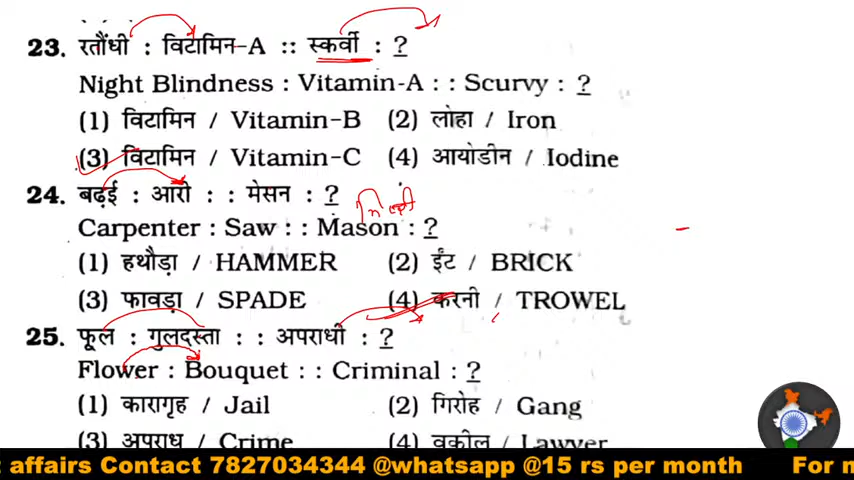 23. रतौंधी : विटामिन-A :: स्कर्वी : ?
Night Blindness : Vitamin-A : : Scurvy : ?
(1) विटामिन / Vitamin-B (2) लोहा / Iron
(3) विटामिन / Vitamin-C (4) आयोडीन / Iodine
24. बढ़ई : आरी : : मेसन : ?
Carpenter : Saw : : Mason : ?
(1) हथौड़ा / HAMMER (2) ईंट / BRICK
(3) फावड़ा / SPADE (4) करनी / TROWEL
25. फूल : गुलदस्ता : : अपराधी : ?
Flower : Bouquet : : Criminal : ?
(1) कारागृह / Jail (2) गिरोह / Gang
(3) अपराध / Crime (4) वकील / Lawyer
t affairs Contact 7827034344 @whatsapp @15 rs per month For m